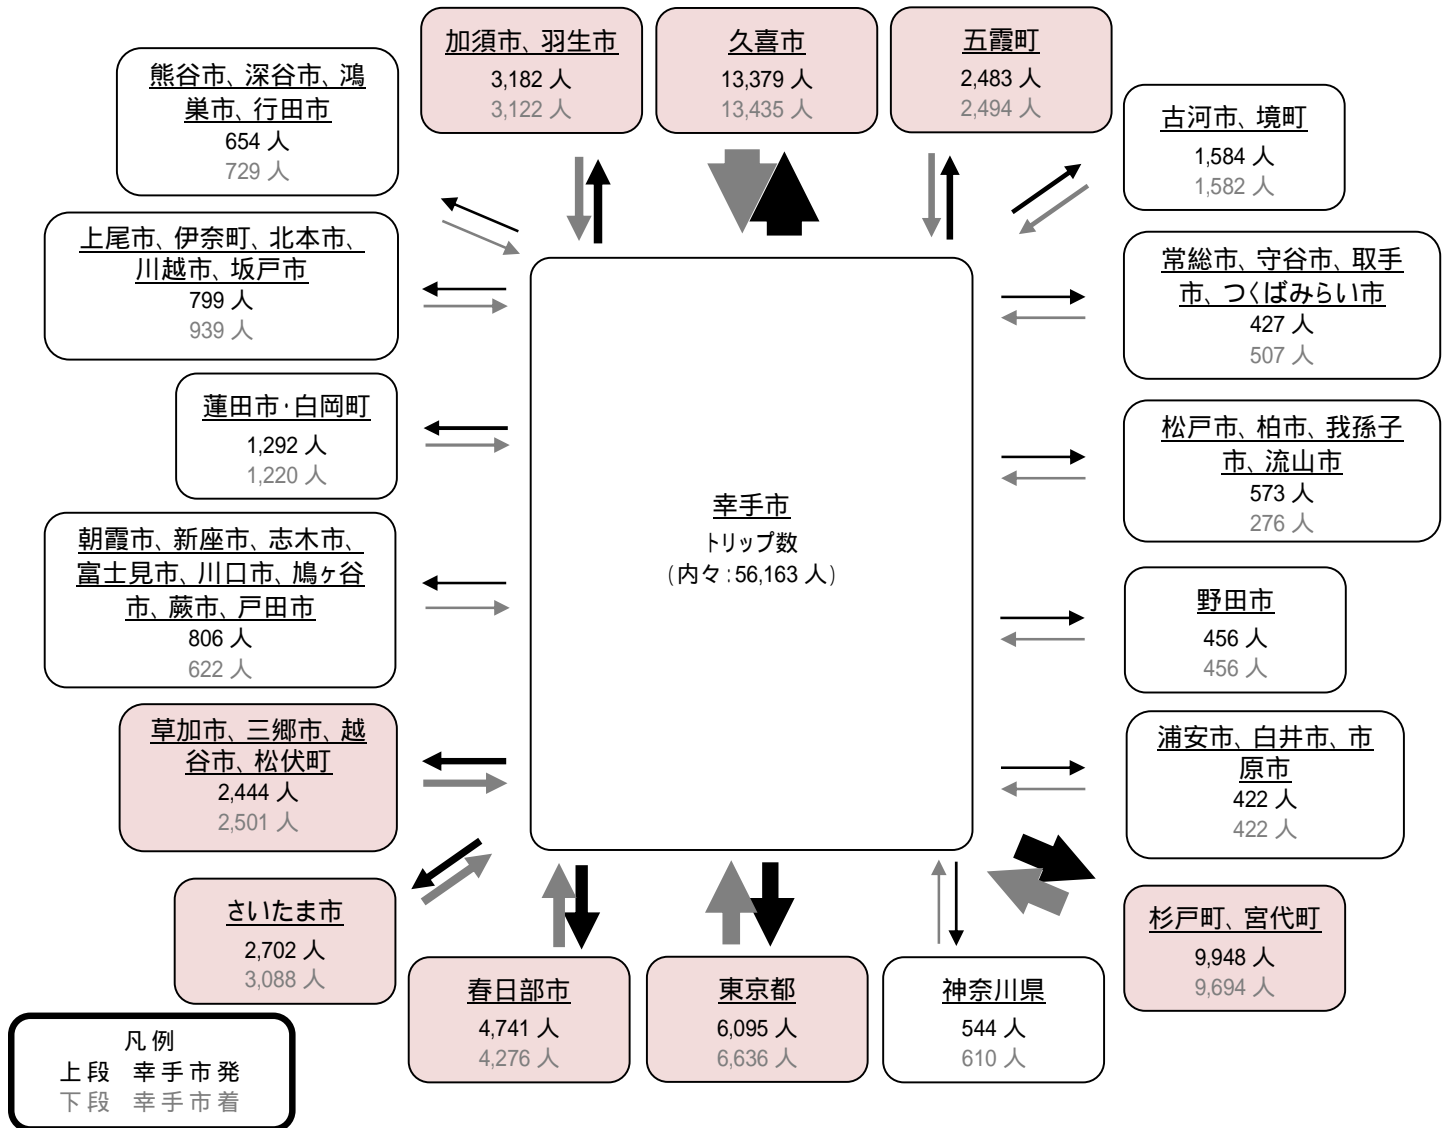 加須市、羽生市
3,182 人
3,122 人
久喜市
13,379 人
13,435 人
五霞町
2,483 人
2,494 人
熊谷市、深谷市、鴻
巣市、行田市
654 人
729 人
古河市、境町
1,584 人
1,582 人
上尾市、伊奈町、北本市、
川越市、坂戸市
799 人
939 人
常総市、守谷市、取手
市、つくばみらい市
427 人
507 人
蓮田市・白岡町
1,292 人
1,220 人
松戸市、柏市、我孫子
市、流山市
573 人
276 人
幸手市
トリップ数
(内々:56,163 人)
朝霞市、新座市、志木市、
富士見市、川口市、鳩ヶ谷
市、蕨市、戸田市
806 人
622 人
野田市
456 人
456 人
草加市、三郷市、越
谷市、松伏町
2,444 人
2,501 人
浦安市、白井市、市
原市
422 人
422 人
さいたま市
2,702 人
3,088 人
杉戸町、宮代町
9,948 人
9,694 人
春日部市
4,741 人
4,276 人
東京都
6,095 人
6,636 人
神奈川県
544 人
610 人
凡例
上段 幸手市発
下段 幸手市着